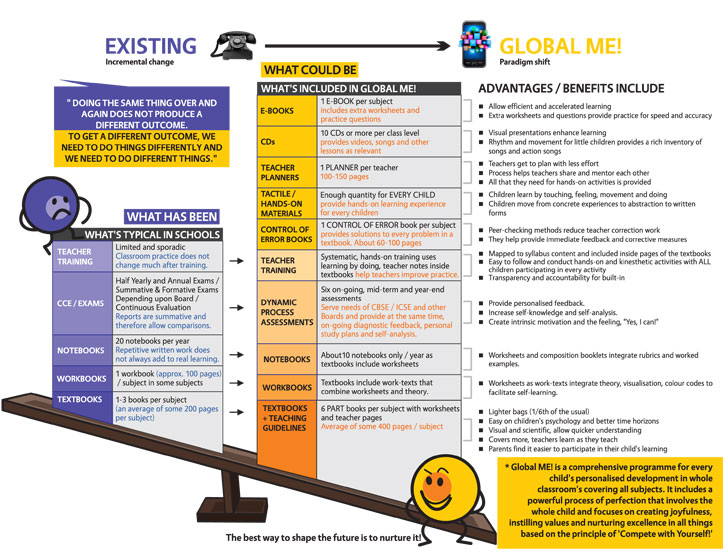 EXISTING
Incremental change
GLOBAL ME!
Paradigm shift
WHAT COULD BE
" DOING THE SAME THING OVER AND
AGAIN DOES NOT PRODUCE A
DIFFERENT OUTCOME.
TO GET A DIFFERENT OUTCOME, WE
NEED TO DO THINGS DIFFERENTLY AND
WE NEED TO DO DIFFERENT THINGS."
WHAT HAS BEEN
WHAT'S TYPICAL IN SCHOOLS
TEACHER
TRAINING
Limited and sporadic
Classroom practice does not
change much after training.
CCE / EXAMS
Half Yearly and Annual Exams /
Summative & Formative Exams
Depending upon Board /
Continuous Evaluation
Reports are summative and
therefore allow comparisons.
NOTEBOOKS
20 notebooks per year
Repetitive written work does
not always add to real learning.
WORKBOOKS
1 workbook (approx. 100 pages)
/ subject in some subjects
TEXTBOOKS
1-3 books per subject
(an average of some 200 pages
per subject)
WHAT'S INCLUDED IN GLOBAL ME!
E-BOOKS
1 E-BOOK per subject
includes extra worksheets and
practice questions
CDs
10 CDs or more per class level
provides videos, songs and other
lessons as relevant
TEACHER
PLANNERS
1 PLANNER per teacher
100-150 pages
TACTILE /
HANDS-ON
MATERIALS
Enough quantity for EVERY CHILD
provide hands-on learning experience
for every children
CONTROL OF
ERROR BOOKS
1 CONTROL OF ERROR book per subject
provides solutions to every problem in a
textbook. About 60-100 pages
TEACHER
TRAINING
Systematic, hands-on training uses
learning by doing, teacher notes inside
textbooks help teachers improve practice.
DYNAMIC
PROCESS
ASSESSMENTS
Six on-going, mid-term and year-end
assessments
Serve needs of CBSE / ICSE and other
Boards and provide at the same time,
on-going diagnostic feedback, personal
study plans and self-analysis.
NOTEBOOKS
About10 notebooks only / year as
textbooks include worksheets
WORKBOOKS
Textbooks include work-texts that
combine worksheets and theory.
TEXTBOOKS
+ TEACHING
GUIDELINES
6 PART books per subject with worksheets
and teacher pages
Average of some 400 pages / subject
ADVANTAGES / BENEFITS INCLUDE
Allow efficient and accelerated learning
Extra worksheets and questions provide practice for speed and accuracy
Visual presentations enhance learning
Rhythm and movement for little children provides a rich inventory of
songs and action songs
Teachers get to plan with less effort
Process helps teachers share and mentor each other
All that they need for hands-on activities is provided
Children learn by touching, feeling, movement and doing
Children move from concrete experiences to abstraction to written
forms
Peer-checking methods reduce teacher correction work
They help provide immediate feedback and corrective measures
Mapped to syllabus content and included inside pages of the textbooks
Easy to follow and conduct hands-on and kinesthetic activities with ALL
children participating in every activity
Transparency and accountability for built-in
Provide personalised feedback.
Increase self-knowledge and self-analysis.
Create intrinsic motivation and the feeling, "Yes, I can!"
Worksheets and composition booklets integrate rubrics and worked
examples.
Worksheets as work-texts integrate theory, visualisation, colour codes to
facilitate self-learning.
Lighter bags (1/6th of the usual)
Easy on children's psychology and better time horizons
Visual and scientific, allow quicker understanding
Covers more, teachers learn as they teach
Parents find it easier to participate in their child's learning
* Global ME! is a comprehensive programme for every
child's personalised development in whole
classroom's covering all subjects. It includes a
powerful process of perfection that involves the
whole child and focuses on creating joyfulness,
instilling values and nurturing excellence in all things
based on the principle of 'Compete with Yourself!'
The best way to shape the future is to nurture it!